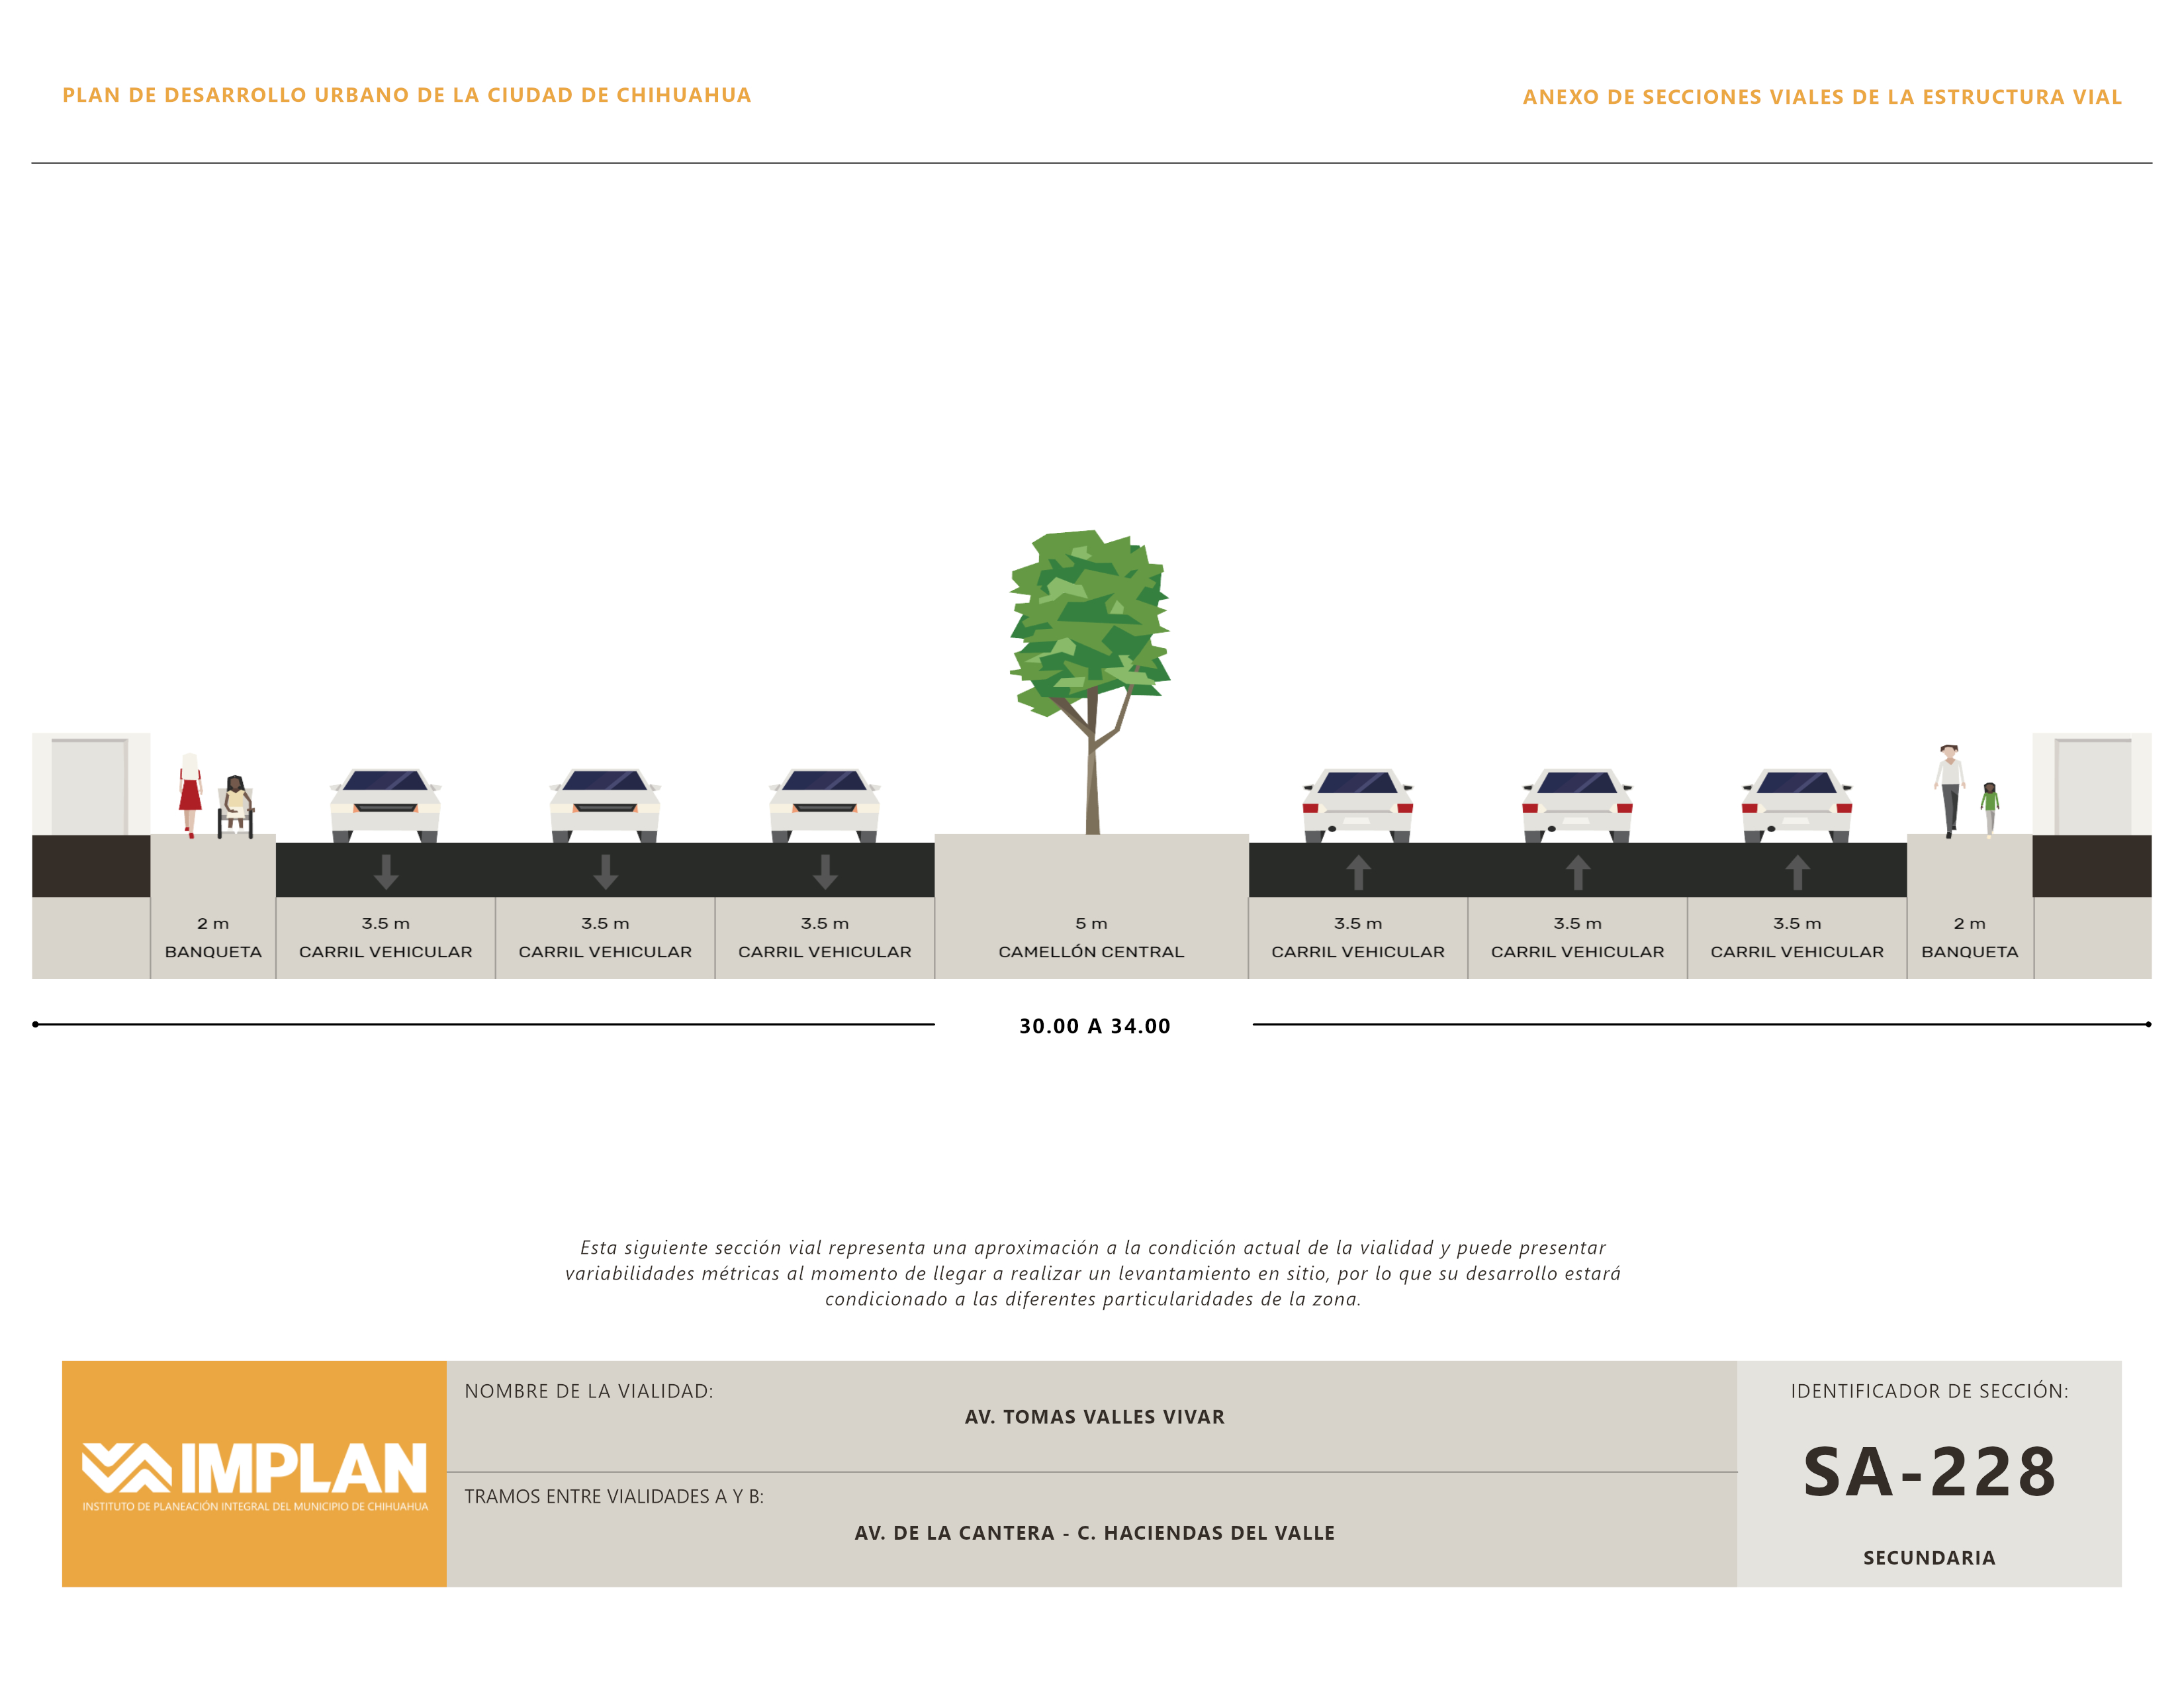 PLAN DE DESARROLLO URBANO DE LA CIUDAD DE CHIHUAHUA
ANEXO DE SECCIONES VIALES DE LA ESTRUCTURA VIAL
2 m
BANQUETA
3.5 m
CARRIL VEHICULAR
3.5 m
CARRIL VEHICULAR
3.5 m
CARRIL VEHICULAR
5 m
CAMELLÓN CENTRAL
3.5 m
CARRIL VEHICULAR
3.5 m
CARRIL VEHICULAR
3.5 m
CARRIL VEHICULAR
2 m
BANQUETA
30.00 A 34.00
Esta siguiente sección vial representa una aproximación a la condición actual de la vialidad y puede presentar
variabilidades métricas al momento de llegar a realizar un levantamiento en sitio, por lo que su desarrollo estará
condicionado a las diferentes particularidades de la zona.
IMPLAN
INSTITUTO DE PLANEACIÓN INTEGRAL DEL MUNICIPIO DE CHIHUAHUA
NOMBRE DE LA VIALIDAD:
AV. TOMAS VALLES VIVAR
TRAMOS ENTRE VIALIDADES A Y B:
AV. DE LA CANTERA - C. HACIENDAS DEL VALLE
IDENTIFICADOR DE SECCIÓN:
SA-228
SECUNDARIA